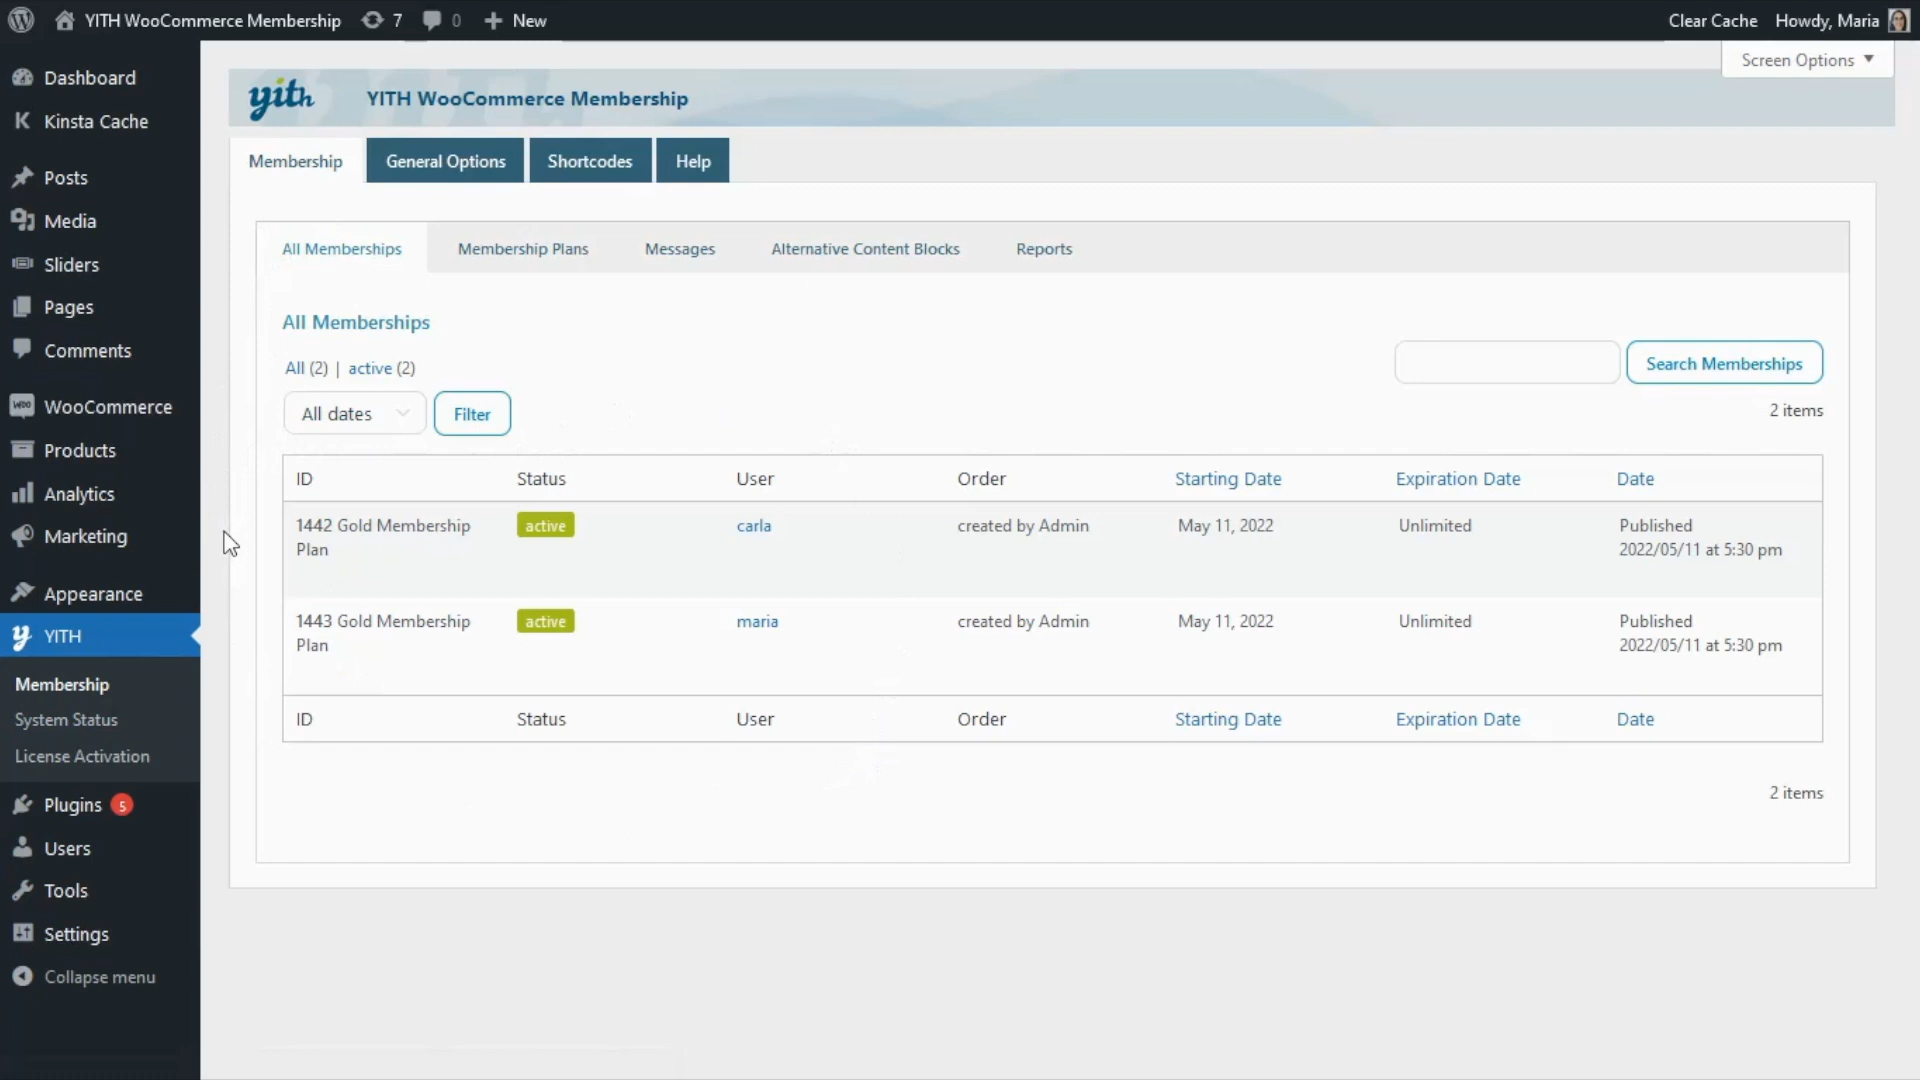 YITH WooCommerce Membership 7 0 New Clear Cache Howdy, Maria
Screen Options
Dashboard
Kinsta Cache
Posts
Media
Sliders
Pages
Comments
WooCommerce
Products
Analytics
Marketing
Appearance
YITH
Membership
System Status
License Activation
Plugins 5
Users
Tools
Settings
Collapse menu
yith YITH WooCommerce Membership
Membership General Options Shortcodes Help
All Memberships Membership Plans Messages Alternative Content Blocks Reports
All Memberships
All (2) | active (2)
Search Memberships
All dates Filter
2 items
ID Status User Order Starting Date Expiration Date Date
1442 Gold Membership active carla created by Admin May 11, 2022 Unlimited Published
Plan 2022/05/11 at 5:30 pm
1443 Gold Membership active maria created by Admin May 11, 2022 Unlimited Published
Plan 2022/05/11 at 5:30 pm
ID Status User Order Starting Date Expiration Date Date
2 items